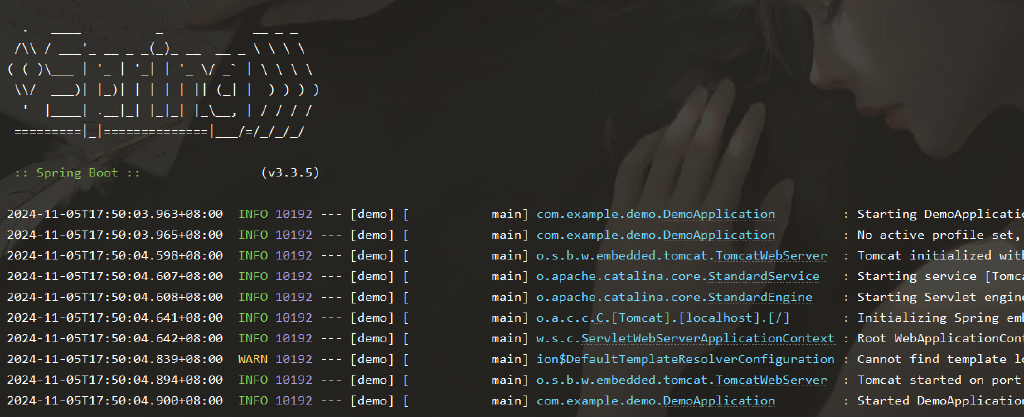 .   ____          _            __ _ _
 /\\ / ___'_ __ _ _(_)_ __  __ _ \ \ \ \
( ( )\___ | '_ | '_| | '_ \/ _` | \ \ \ \
 \\/  ___)| |_)| | | | | || (_| |  ) ) ) )
  '  |____| .__|_| |_|_| |_\__, | / / / /
 =========|_|==============|___/=/_/_/_/
 :: Spring Boot ::                (v3.3.5)
2024-11-05T17:50:03.963+08:00  INFO 10192 --- [demo] [           main] com.example.demo.DemoApplication         : Starting DemoApplicatio
2024-11-05T17:50:03.965+08:00  INFO 10192 --- [demo] [           main] com.example.demo.DemoApplication         : No active profile set,
2024-11-05T17:50:04.598+08:00  INFO 10192 --- [demo] [           main] o.s.b.w.embedded.tomcat.TomcatWebServer  : Tomcat initialized wit
2024-11-05T17:50:04.607+08:00  INFO 10192 --- [demo] [           main] o.apache.catalina.core.StandardService   : Starting service [Tomc
2024-11-05T17:50:04.608+08:00  INFO 10192 --- [demo] [           main] o.apache.catalina.core.StandardEngine    : Starting Servlet engin
2024-11-05T17:50:04.641+08:00  INFO 10192 --- [demo] [           main] o.a.c.c.C.[Tomcat].[localhost].[/]       : Initializing Spring em
2024-11-05T17:50:04.642+08:00  INFO 10192 --- [demo] [           main] w.s.c.ServletWebServerApplicationContext : Root WebApplicationCon
2024-11-05T17:50:04.839+08:00  WARN 10192 --- [demo] [           main] ion$DefaultTemplateResolverConfiguration : Cannot find template lo
2024-11-05T17:50:04.894+08:00  INFO 10192 --- [demo] [           main] o.s.b.w.embedded.tomcat.TomcatWebServer  : Tomcat started on port
2024-11-05T17:50:04.900+08:00  INFO 10192 --- [demo] [           main] com.example.demo.DemoApplication         : Started DemoApplication